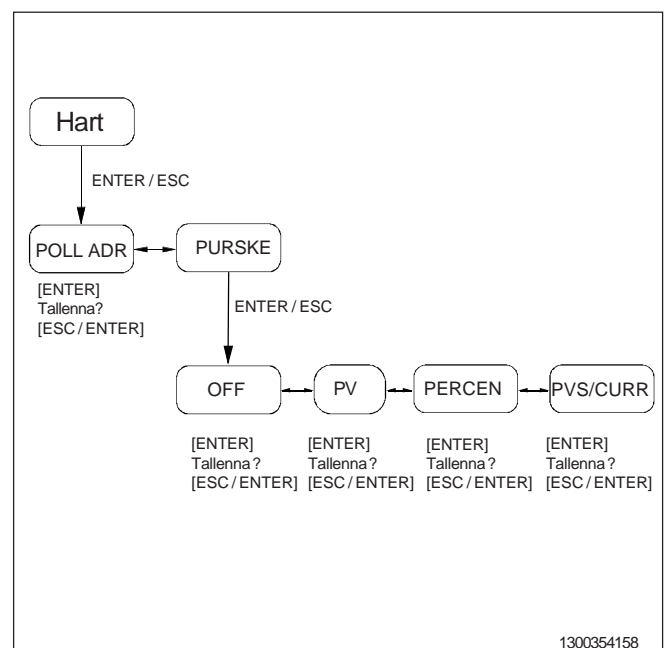 Hart
ENTER / ESC
POLL ADR
PURSKE
[ENTER]
Tallenna?
[ESC / ENTER]
ENTER / ESC
OFF
PV
PERCEN
PVS/CURR
[ENTER]
Tallenna ?
[ESC / ENTER]
[ENTER]
Tallenna ?
[ESC / ENTER]
[ENTER]
Tallenna ?
[ESC / ENTER]
[ENTER]
Tallenna ?
[ESC / ENTER]
1300354158